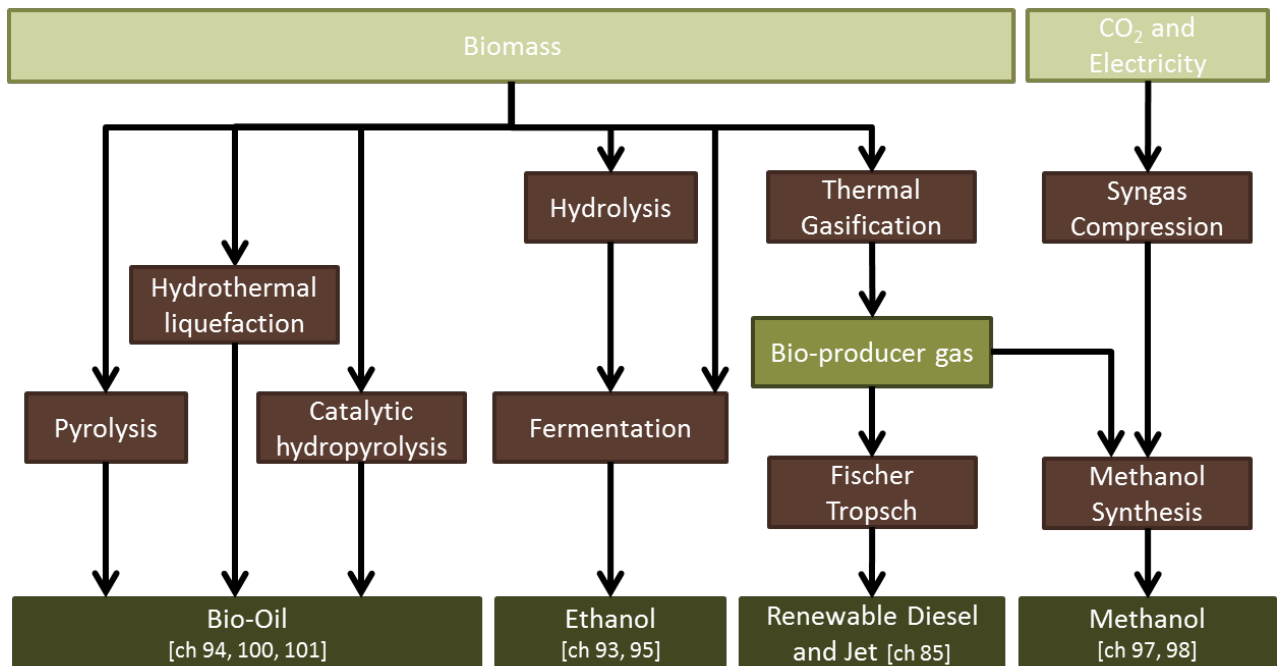 Biomass
CO₂ and
Electricity
Hydrolysis
Thermal
Gasification
Syngas
Compression
Hydrothermal
liquefaction
Bio-producer gas
Pyrolysis
Catalytic
hydropyrolysis
Fermentation
Fischer
Tropsch
Methanol
Synthesis
Bio-Oil
[ch 94, 100, 101]
Ethanol
[ch 93, 95]
Renewable Diesel
and Jet [ch 85]
Methanol
[ch 97, 98]